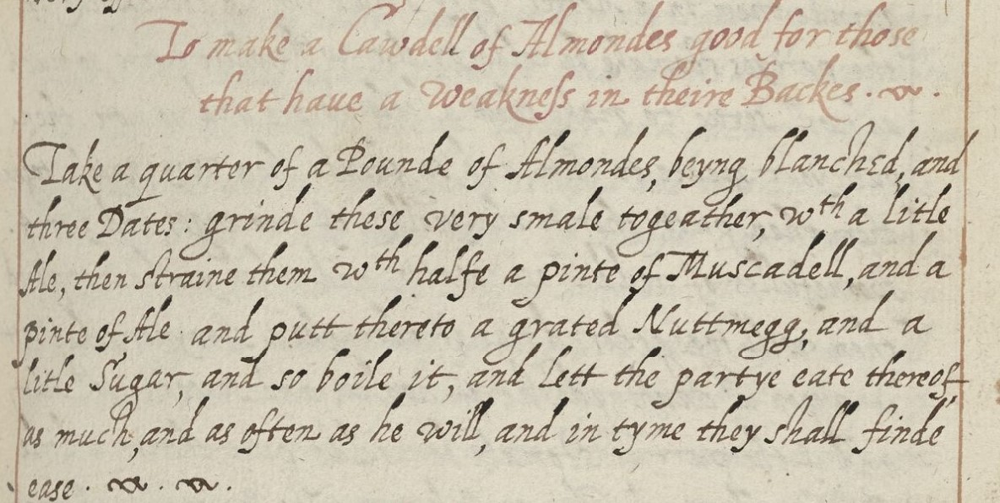 To make a Cawdell of Almondes good for those
that haue a Weakneſs in theire Backes.
Take a quarter of a Pounde of Almondes, beyng blanched, and
three Dates: grinde these very smale togeather, wth a litle
Ale, then straine them wth halfe a pinte of Muscadell, and a
pinte of Ale and putt thereto a grated Nuttmegg, and a
litle Sugar, and so boile it, and lett the partye eate thereof,
as much, and as often as he will, and in tyme they shall finde
ease.